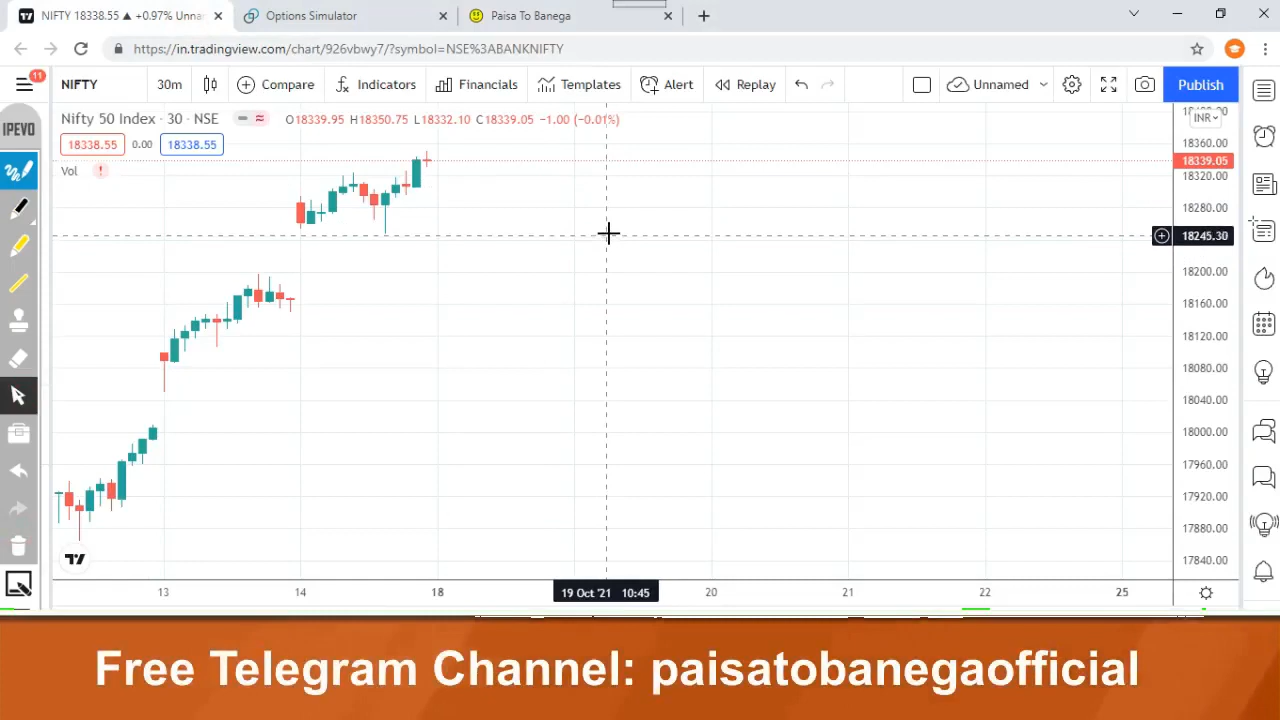 NIFTY 18338.55 ▲ +0.97% Unnar
Options Simulator
Paisa To Banega
https://in.tradingview.com/chart/926vbwy7/?symbol=NSE%3ABANKNIFTY
11
NIFTY 30m Compare Indicators Financials Templates Alert Replay Unnamed Publish
IPEVO
Nifty 50 Index · 30 · NSE O18339.95 H18350.75 L18332.10 C18339.05 −1.00 (−0.01%)
INR
18338.55 0.00 18338.55
Vol
18360.00
18339.05
18320.00
18280.00
18245.30
18200.00
18160.00
18120.00
18080.00
18040.00
18000.00
17960.00
17920.00
17880.00
17840.00
13 14 18 19 Oct '21 10:45 20 21 22 25
Free Telegram Channel: paisatobanegaofficial